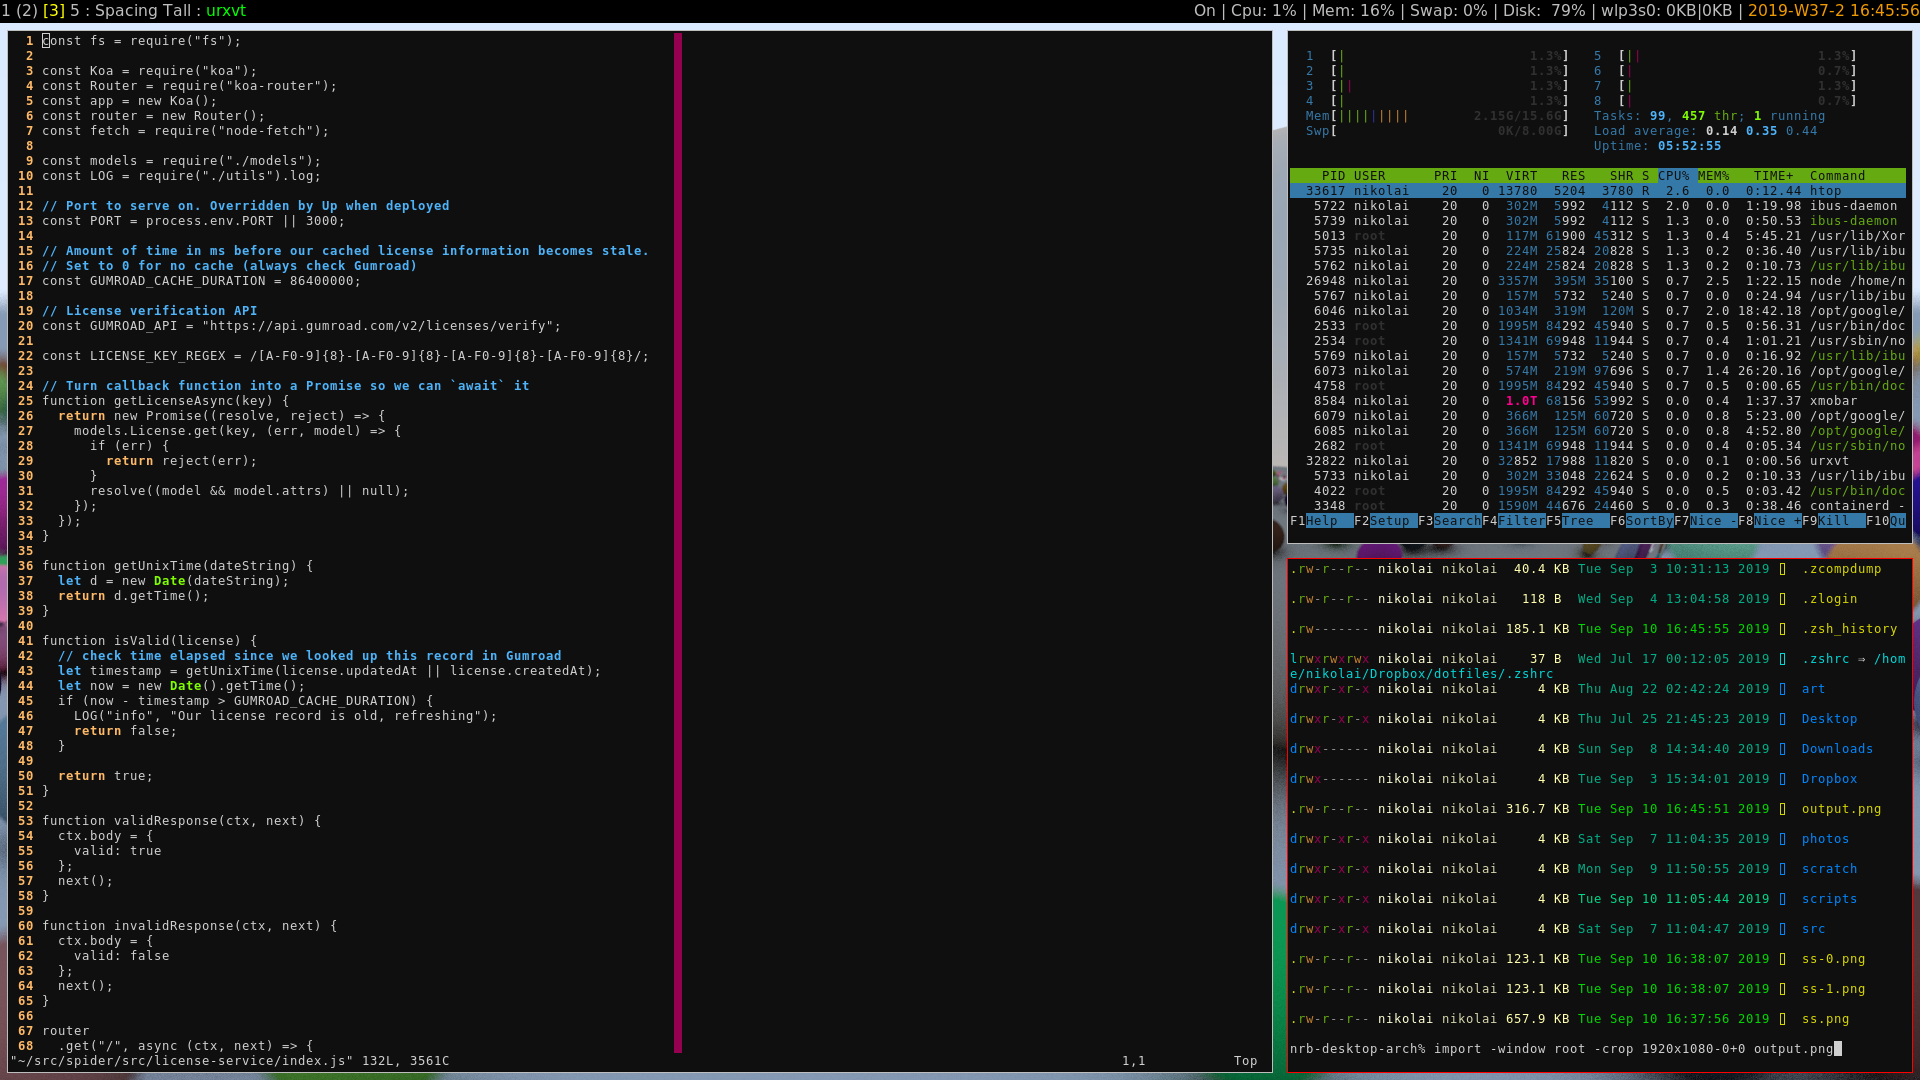 1 (2) [3] 5 : Spacing Tall : urxvt
On | Cpu: 1% | Mem: 16% | Swap: 0% | Disk:  79% | wlp3s0: 0KB|0KB | 2019-W37-2 16:45:56
1 const fs = require("fs");
2
3 const Koa = require("koa");
4 const Router = require("koa-router");
5 const app = new Koa();
6 const router = new Router();
7 const fetch = require("node-fetch");
8
9 const models = require("./models");
10 const LOG = require("./utils").log;
11
12 // Port to serve on. Overridden by Up when deployed
13 const PORT = process.env.PORT || 3000;
14
15 // Amount of time in ms before our cached license information becomes stale.
16 // Set to 0 for no cache (always check Gumroad)
17 const GUMROAD_CACHE_DURATION = 86400000;
18
19 // License verification API
20 const GUMROAD_API = "https://api.gumroad.com/v2/licenses/verify";
21
22 const LICENSE_KEY_REGEX = /[A-F0-9]{8}-[A-F0-9]{8}-[A-F0-9]{8}-[A-F0-9]{8}/;
23
24 // Turn callback function into a Promise so we can `await` it
25 function getLicenseAsync(key) {
26   return new Promise((resolve, reject) => {
27     models.License.get(key, (err, model) => {
28       if (err) {
29         return reject(err);
30       }
31       resolve((model && model.attrs) || null);
32     });
33   });
34 }
35
36 function getUnixTime(dateString) {
37   let d = new Date(dateString);
38   return d.getTime();
39 }
40
41 function isValid(license) {
42   // check time elapsed since we looked up this record in Gumroad
43   let timestamp = getUnixTime(license.updatedAt || license.createdAt);
44   let now = new Date().getTime();
45   if (now - timestamp > GUMROAD_CACHE_DURATION) {
46     LOG("info", "Our license record is old, refreshing");
47     return false;
48   }
49
50   return true;
51 }
52
53 function validResponse(ctx, next) {
54   ctx.body = {
55     valid: true
56   };
57   next();
58 }
59
60 function invalidResponse(ctx, next) {
61   ctx.body = {
62     valid: false
63   };
64   next();
65 }
66
67 router
68   .get("/", async (ctx, next) => {
"~/src/spider/src/license-service/index.js" 132L, 3561C   1,1   Top
1 [| 1.3%] 5 [|| 1.3%]
2 [| 1.3%] 6 [| 0.7%]
3 [|| 1.3%] 7 [| 1.3%]
4 [| 1.3%] 8 [| 0.7%]
Mem[||||||||| 2.15G/15.6G] Tasks: 99, 457 thr; 1 running
Swp[ 0K/8.00G] Load average: 0.14 0.35 0.44
Uptime: 05:52:55
PID USER PRI NI VIRT RES SHR S CPU% MEM% TIME+ Command
33617 nikolai 20 0 13780 5204 3780 R 2.6 0.0 0:12.44 htop
5722 nikolai 20 0 302M 5992 4112 S 2.0 0.0 1:19.98 ibus-daemon
5739 nikolai 20 0 302M 5992 4112 S 1.3 0.0 0:50.53 ibus-daemon
5013 root 20 0 117M 61900 45312 S 1.3 0.4 5:45.21 /usr/lib/Xor
5735 nikolai 20 0 224M 25824 20828 S 1.3 0.2 0:36.40 /usr/lib/ibu
5762 nikolai 20 0 224M 25824 20828 S 1.3 0.2 0:10.73 /usr/lib/ibu
26948 nikolai 20 0 3357M 395M 35100 S 0.7 2.5 1:22.15 node /home/n
5767 nikolai 20 0 157M 5732 5240 S 0.7 0.0 0:24.94 /usr/lib/ibu
6046 nikolai 20 0 1034M 319M 120M S 0.7 2.0 18:42.18 /opt/google/
2533 root 20 0 1995M 84292 45940 S 0.7 0.5 0:56.31 /usr/bin/doc
2534 root 20 0 1341M 69948 11944 S 0.7 0.4 1:01.21 /usr/sbin/no
5769 nikolai 20 0 157M 5732 5240 S 0.7 0.0 0:16.92 /usr/lib/ibu
6073 nikolai 20 0 574M 219M 97696 S 0.7 1.4 26:20.16 /opt/google/
4758 root 20 0 1995M 84292 45940 S 0.7 0.5 0:00.65 /usr/bin/doc
8584 nikolai 20 0 1.0T 68156 53992 S 0.0 0.4 1:37.37 xmobar
6079 nikolai 20 0 366M 125M 60720 S 0.0 0.8 5:23.00 /opt/google/
6085 nikolai 20 0 366M 125M 60720 S 0.0 0.8 4:52.80 /opt/google/
2682 root 20 0 1341M 69948 11944 S 0.0 0.4 0:05.34 /usr/sbin/no
32822 nikolai 20 0 32852 17988 11820 S 0.0 0.1 0:00.56 urxvt
5733 nikolai 20 0 302M 33048 22624 S 0.0 0.2 0:10.33 /usr/lib/ibu
4022 root 20 0 1995M 84292 45940 S 0.0 0.5 0:03.42 /usr/bin/doc
3348 root 20 0 1590M 44676 24460 S 0.0 0.3 0:38.46 containerd -
F1Help F2Setup F3SearchF4FilterF5Tree F6SortByF7Nice -F8Nice +F9Kill F10Qu
.rw-r--r-- nikolai nikolai 40.4 KB Tue Sep  3 10:31:13 2019 .zcompdump
.rw-r--r-- nikolai nikolai 118 B Wed Sep  4 13:04:58 2019 .zlogin
.rw------- nikolai nikolai 185.1 KB Tue Sep 10 16:45:55 2019 .zsh_history
lrwxrwxrwx nikolai nikolai 37 B Wed Jul 17 00:12:05 2019 .zshrc ⇒ /hom
e/nikolai/Dropbox/dotfiles/.zshrc
drwxr-xr-x nikolai nikolai 4 KB Thu Aug 22 02:42:24 2019 art
drwxr-xr-x nikolai nikolai 4 KB Thu Jul 25 21:45:23 2019 Desktop
drwx------ nikolai nikolai 4 KB Sun Sep  8 14:34:40 2019 Downloads
drwx------ nikolai nikolai 4 KB Tue Sep  3 15:34:01 2019 Dropbox
.rw-r--r-- nikolai nikolai 316.7 KB Tue Sep 10 16:45:51 2019 output.png
drwxr-xr-x nikolai nikolai 4 KB Sat Sep  7 11:04:35 2019 photos
drwxr-xr-x nikolai nikolai 4 KB Mon Sep  9 11:50:55 2019 scratch
drwxr-xr-x nikolai nikolai 4 KB Tue Sep 10 11:05:44 2019 scripts
drwxr-xr-x nikolai nikolai 4 KB Sat Sep  7 11:04:47 2019 src
.rw-r--r-- nikolai nikolai 123.1 KB Tue Sep 10 16:38:07 2019 ss-0.png
.rw-r--r-- nikolai nikolai 123.1 KB Tue Sep 10 16:38:07 2019 ss-1.png
.rw-r--r-- nikolai nikolai 657.9 KB Tue Sep 10 16:37:56 2019 ss.png
nrb-desktop-arch% import -window root -crop 1920x1080-0+0 output.png